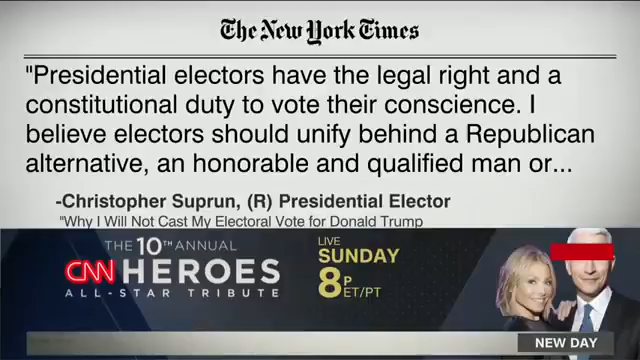 The New York Times
"Presidential electors have the legal right and a
constitutional duty to vote their conscience. I
believe electors should unify behind a Republican
alternative, an honorable and qualified man or...
-Christopher Suprun, (R) Presidential Elector
"Why I Will Not Cast My Electoral Vote for Donald Trump
THE 10TH ANNUAL
CNN HEROES
ALL-STAR TRIBUTE
LIVE
SUNDAY
8P
ET/PT
NEW DAY